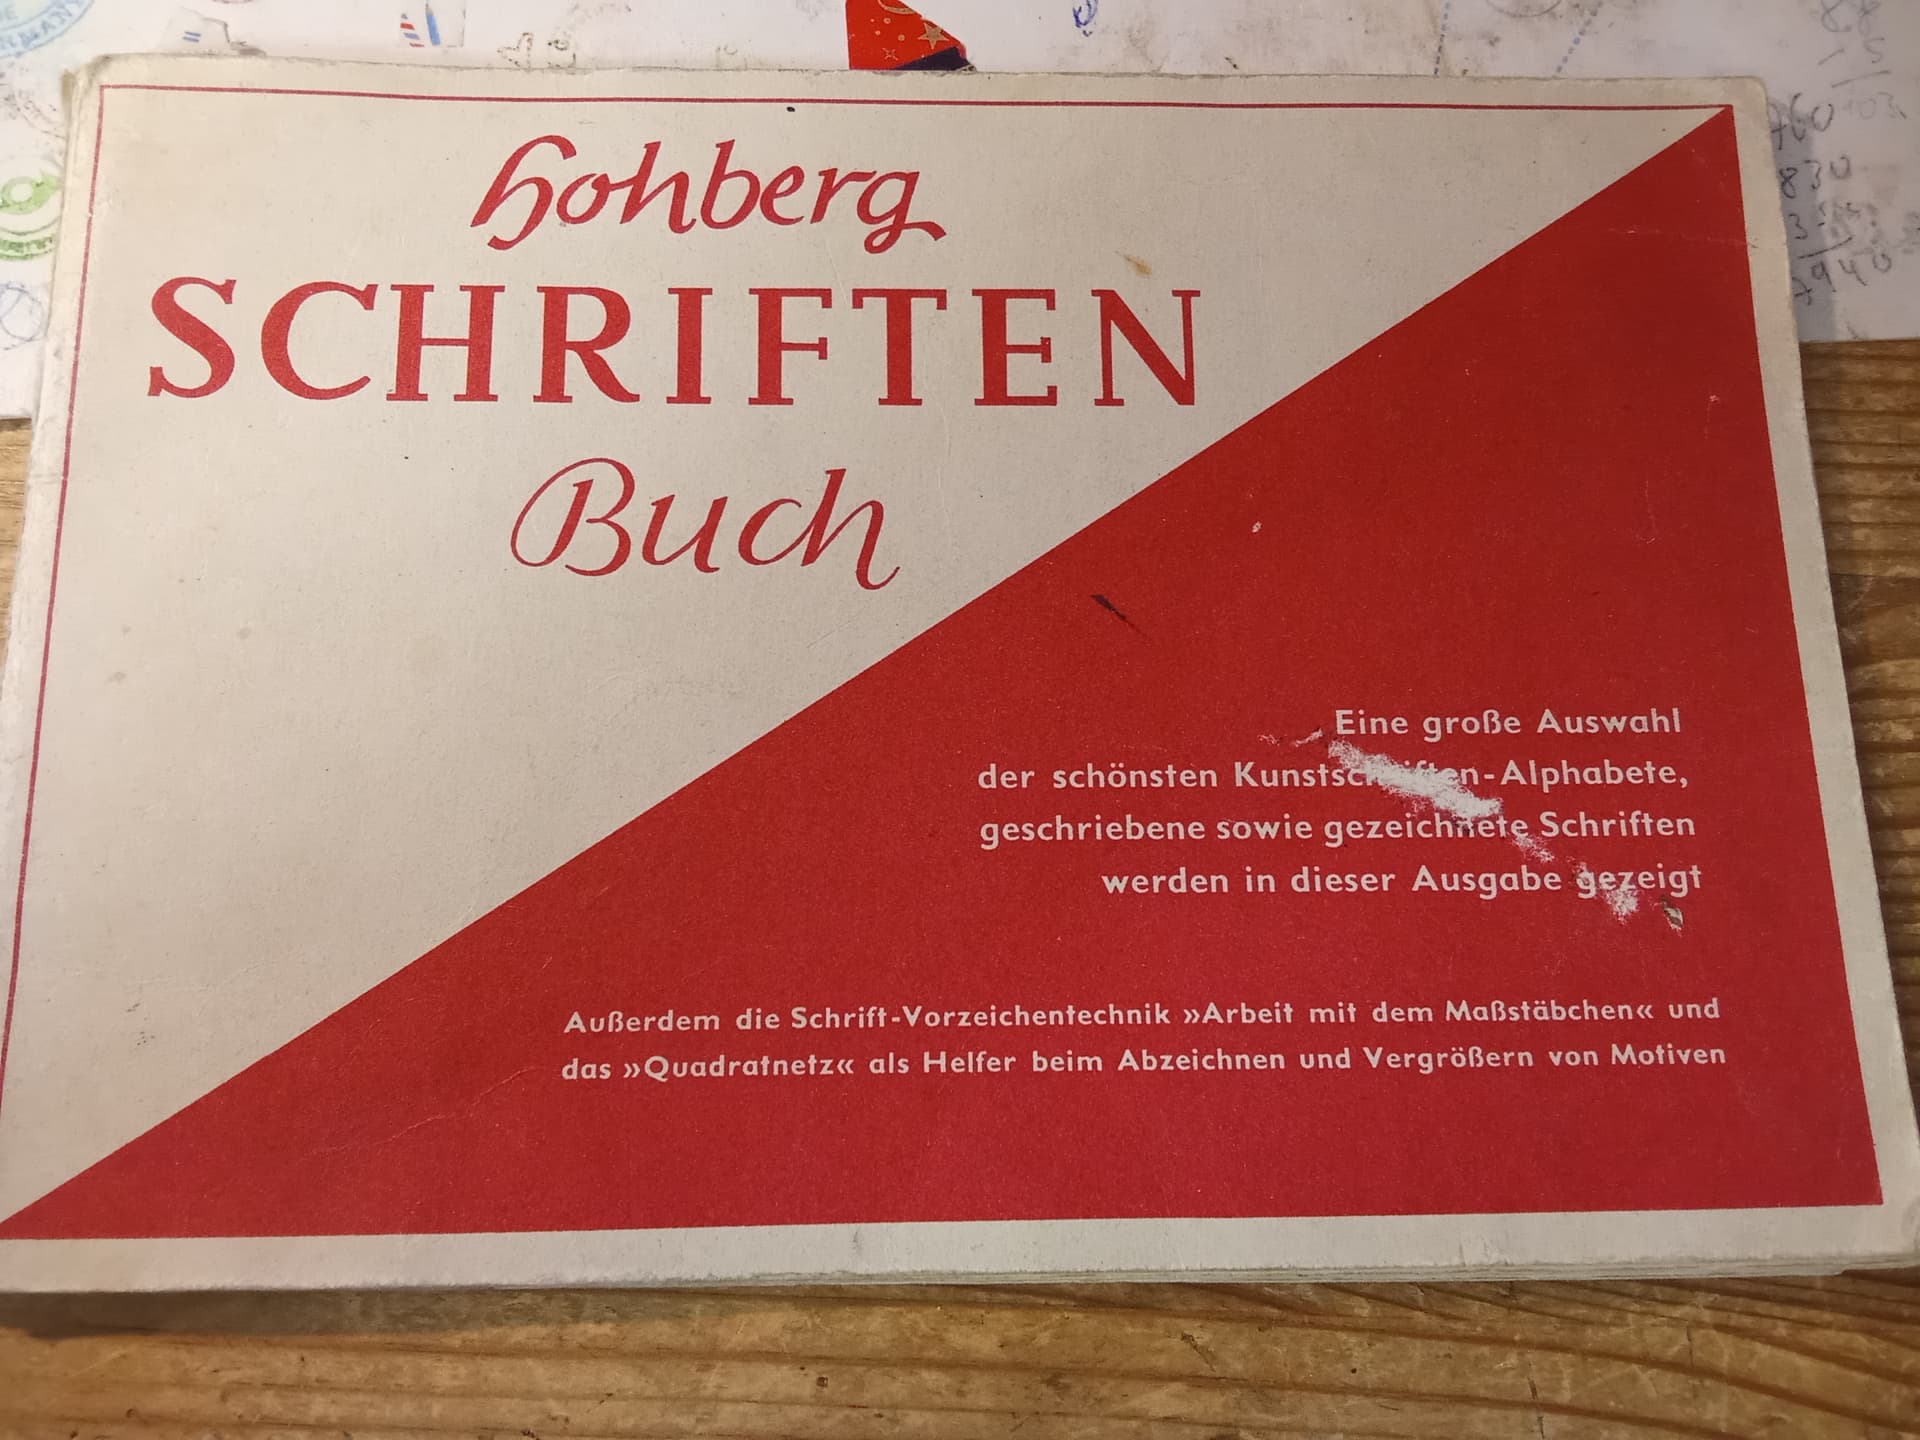 Hohberg
SCHRIFTEN
Buch
Eine große Auswahl
der schönsten Kunstschriften-Alphabete,
geschriebene sowie gezeichnete Schriften
werden in dieser Ausgabe gezeigt
Außerdem die Schrift-Vorzeichentechnik »Arbeit mit dem Maßstäbchen« und
das »Quadratnetz« als Helfer beim Abzeichnen und Vergrößern von Motiven
760
830